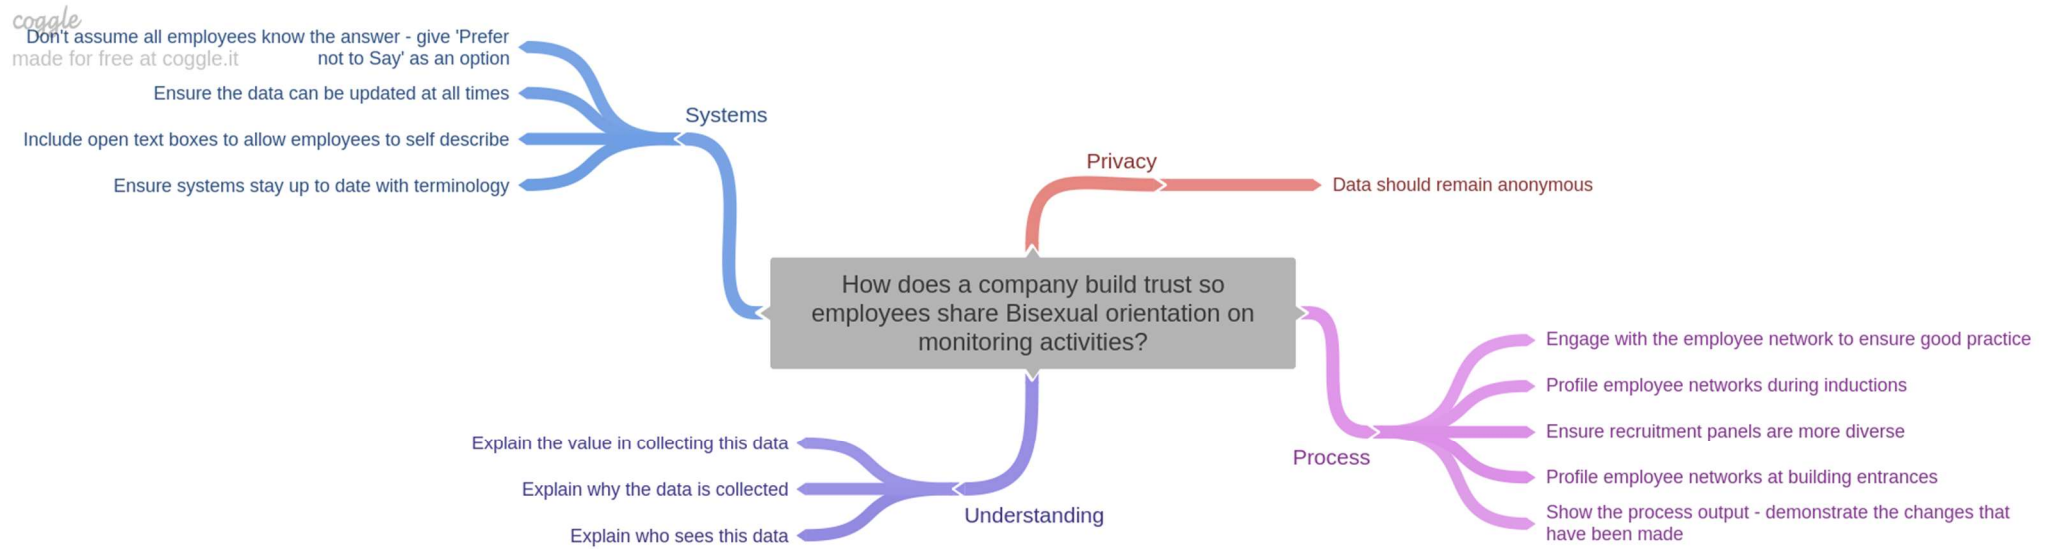 coggle
made for free at coggle.it
Don't assume all employees know the answer - give 'Prefer
not to Say' as an option
Ensure the data can be updated at all times
Include open text boxes to allow employees to self describe
Ensure systems stay up to date with terminology
Systems
Privacy
Data should remain anonymous
How does a company build trust so
employees share Bisexual orientation on
monitoring activities?
Explain the value in collecting this data
Explain why the data is collected
Explain who sees this data
Understanding
Process
Engage with the employee network to ensure good practice
Profile employee networks during inductions
Ensure recruitment panels are more diverse
Profile employee networks at building entrances
Show the process output - demonstrate the changes that
have been made